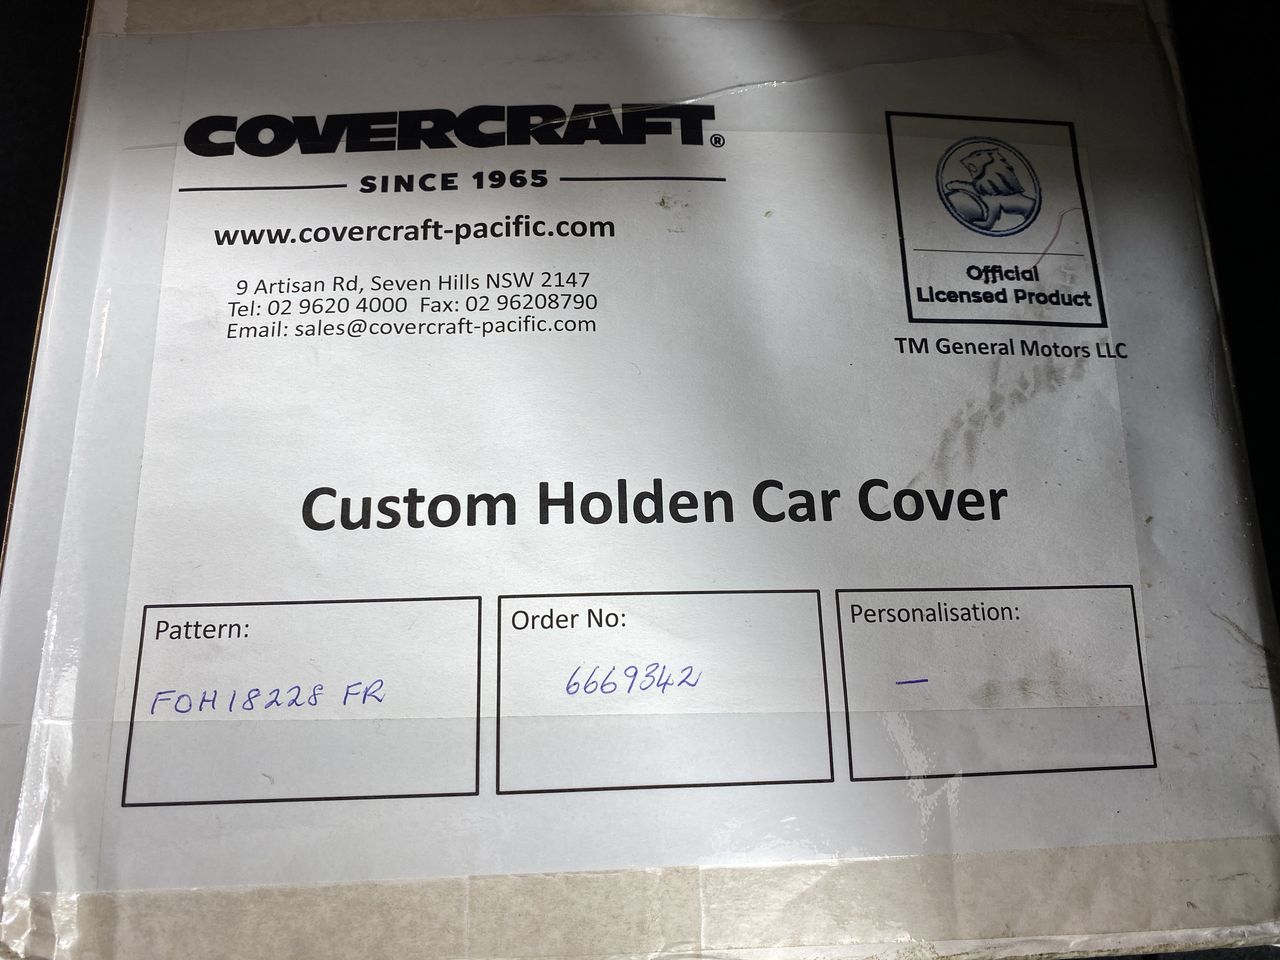 COVERCRAFT®
SINCE 1965
www.covercraft-pacific.com
9 Artisan Rd, Seven Hills NSW 2147
Tel: 02 9620 4000 Fax: 02 96208790
Email: sales@covercraft-pacific.com
Official
Licensed Product
TM General Motors LLC
Custom Holden Car Cover
Pattern:
FOH18228 FR
Order No:
6669342
Personalisation:
—